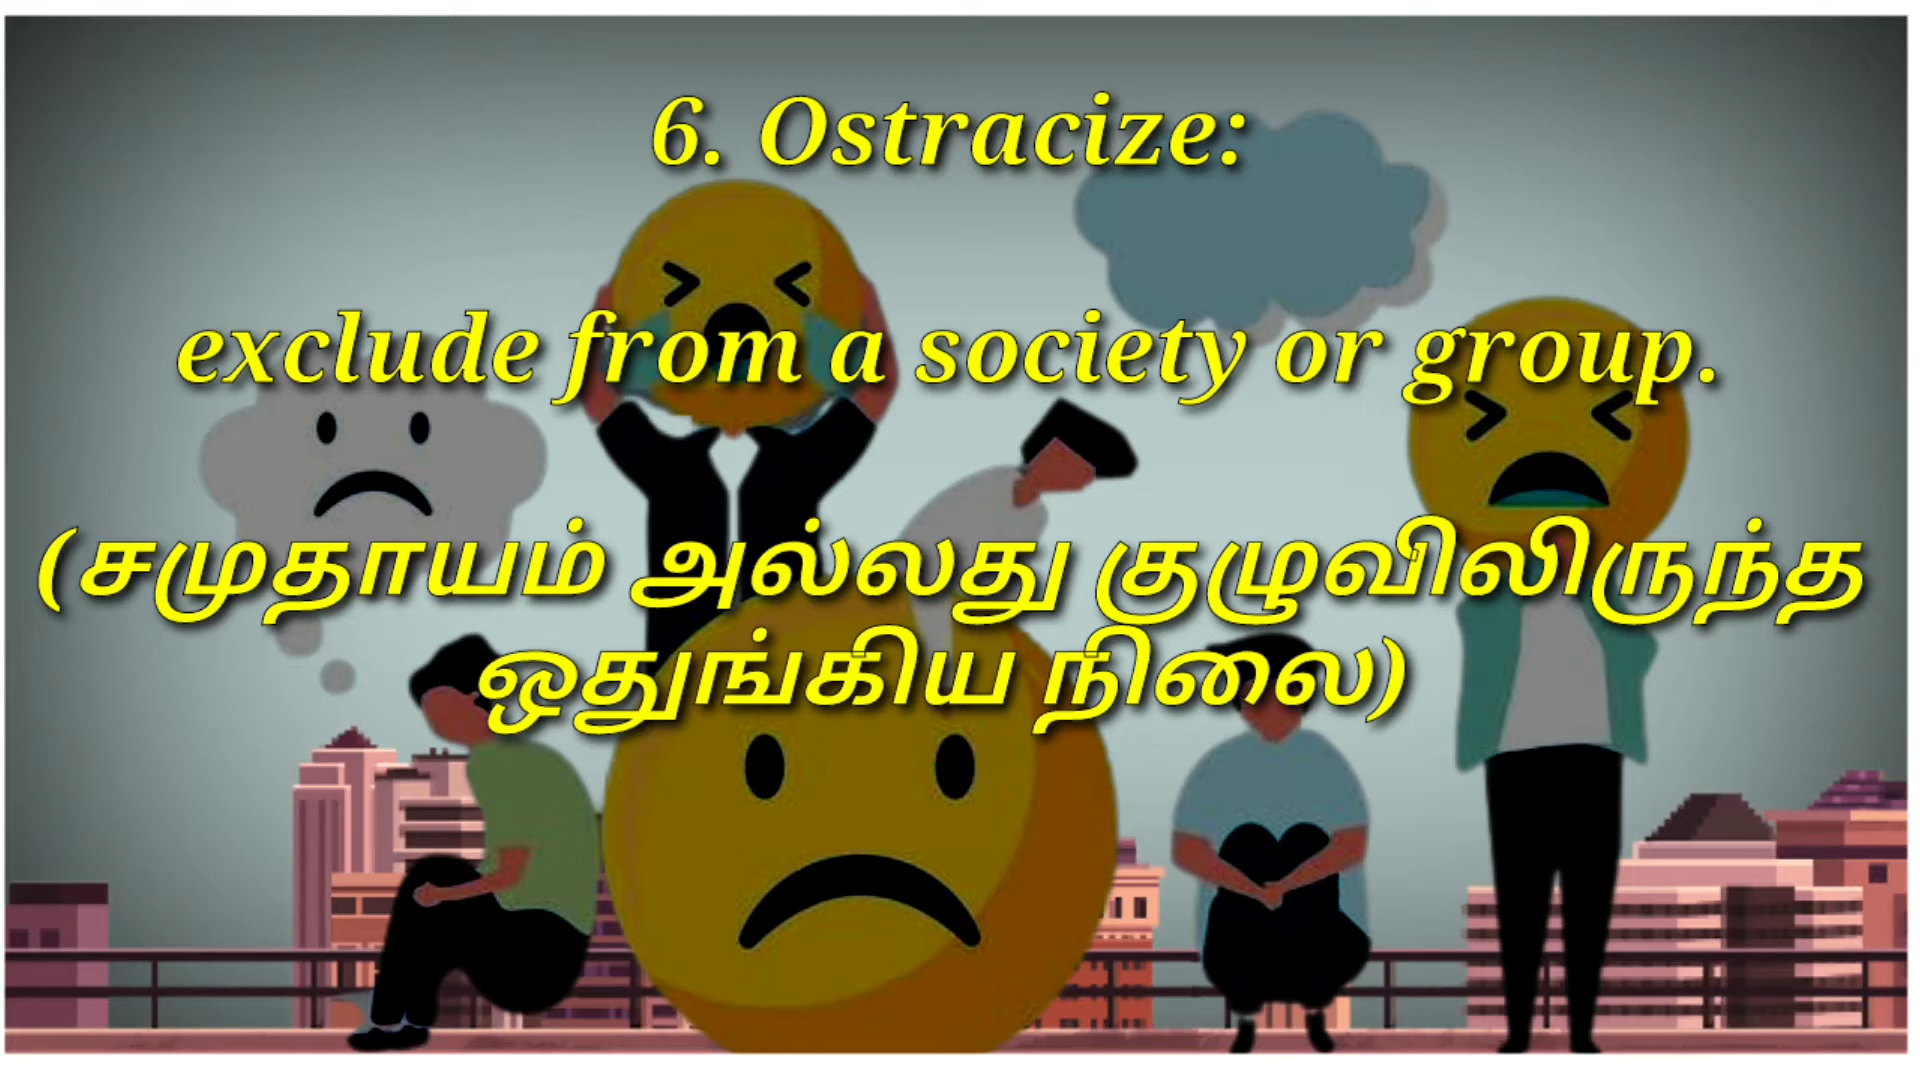 6. Ostracize:
exclude from a society or group.
(சமுதாயம் அல்லது குழுவிலிருந்த
ஒதுங்கிய நிலை)